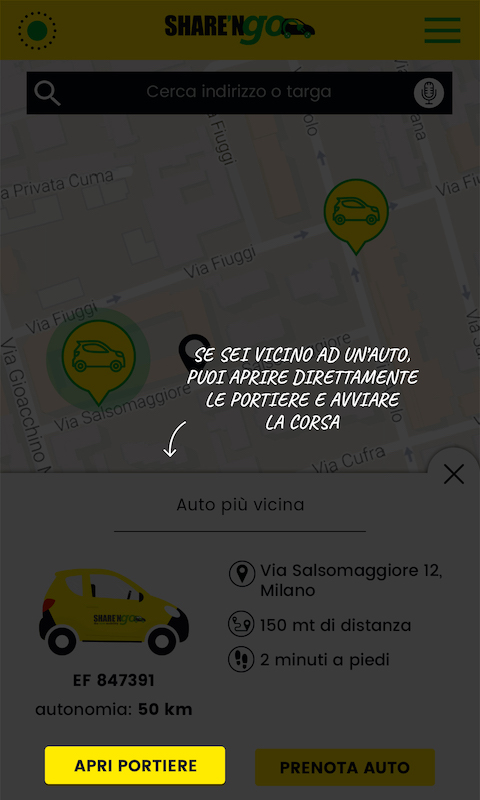 SHARE'NGO
Cerca indirizzo o targa
Via Fiuggi
a Privata Cuma
Via Fiuggi
Via Fiuggi
Via Salsomaggiore
Via Gioacchino
SE SEI VICINO AD UN'AUTO,
PUOI APRIRE DIRETTAMENTE
LE PORTIERE E AVVIARE
LA CORSA
Via Cufra
Auto più vicina
SHARE'NGO
Via Salsomaggiore 12,
Milano
150 mt di distanza
2 minuti a piedi
EF 847391
autonomia: 50 km
APRI PORTIERE
PRENOTA AUTO